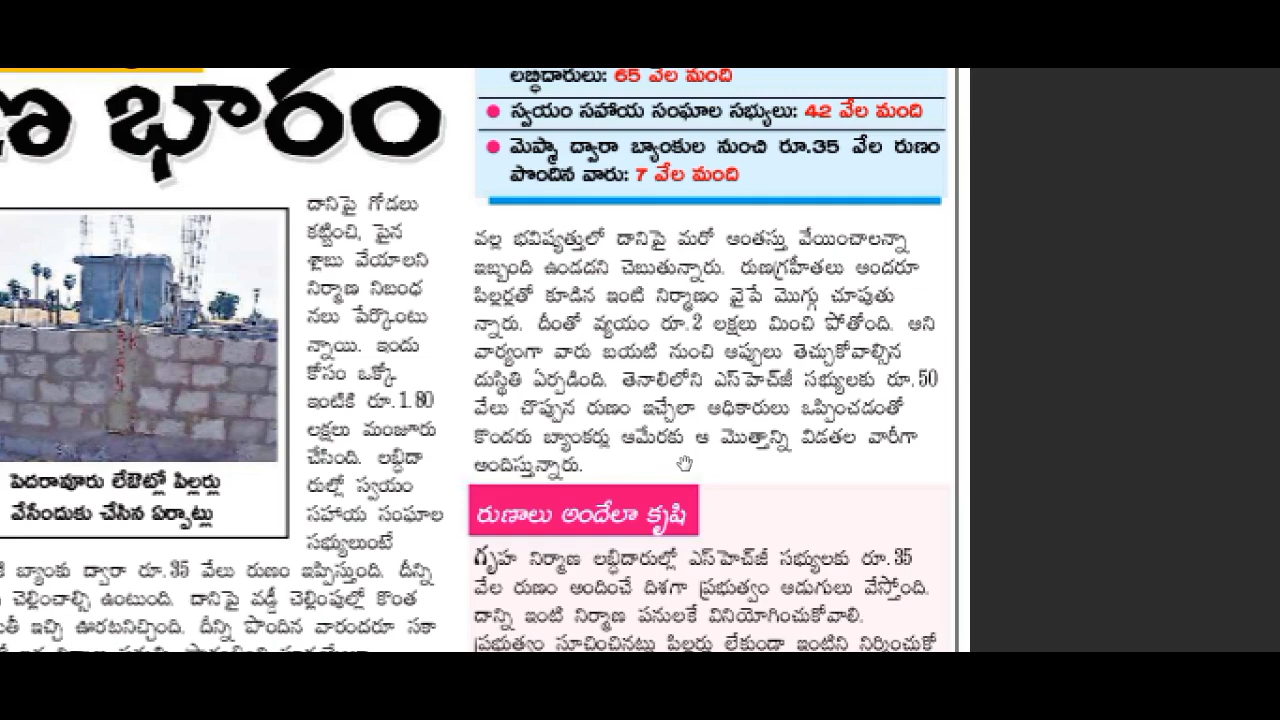 భారం
లబ్ధిదారులు: 65 వేల మంది
స్వయం సహాయ సంఘాల సభ్యులు: 42 వేల మంది
మెప్మా ద్వారా బ్యాంకుల నుంచి రూ.35 వేల రుణం
పొందిన వారు: 7 వేల మంది
దానిపై గోడలు
కట్టించి, పైన
శ్లాబు వేయాలని
నిర్మాణ నిబంధ
నలు పేర్కొంటు
న్నాయి. ఇందు
కోసం ఒక్కో
ఇంటికి రూ.1.80
లక్షలు మంజూరు
చేసింది. లబ్ధిదా
రుల్లో స్వయం
సహాయ సంఘాల
సభ్యులుంటే
పెదరావూరు లేఔట్లో పిల్లర్లు
వేసేందుకు చేసిన ఏర్పాట్లు
బ్యాంకు ద్వారా రూ.35 వేలు రుణం ఇప్పిస్తుంది. దీన్ని
చెల్లించాల్సి ఉంటుంది. దానిపై వడ్డీ చెల్లింపుల్లో కొంత
ఇచ్చి ఊరటనిచ్చింది. దీన్ని పొందిన వారందరూ సకా
వల్ల భవిష్యత్తులో దానిపై మరో అంతస్తు వేయించాలన్నా
ఇబ్బంది ఉండదని చెబుతున్నారు. రుణగ్రహీతలు అందరూ
పిల్లర్లతో కూడిన ఇంటి నిర్మాణం వైపే మొగ్గు చూపుతు
న్నారు. దీంతో వ్యయం రూ.2 లక్షలు మించి పోతోంది. అని
వార్యంగా వారు బయటి నుంచి అప్పులు తెచ్చుకోవాల్సిన
దుస్థితి ఏర్పడింది. తెనాలిలోని ఎస్‌హెచ్‌జీ సభ్యులకు రూ.50
వేలు చొప్పున రుణం ఇచ్చేలా అధికారులు ఒప్పించడంతో
కొందరు బ్యాంకర్లు ఆమేరకు ఆ మొత్తాన్ని విడతల వారీగా
అందిస్తున్నారు.
రుణాలు అందేలా కృషి
గృహ నిర్మాణ లబ్ధిదారుల్లో ఎస్‌హెచ్‌జీ సభ్యులకు రూ.35
వేల రుణం అందించే దిశగా ప్రభుత్వం అడుగులు వేస్తోంది.
దాన్ని ఇంటి నిర్మాణ పనులకే వినియోగించుకోవాలి.
ప్రభుత్వం సూచించినట్లు పిల్లర్లు లేకుండా ఇంటిని నిర్మించుకో